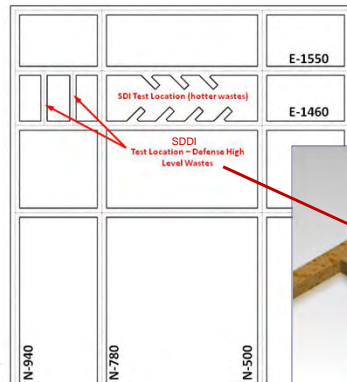 E-1550
SDI Test Location (hotter wastes)
E-1460
SDDI
Test Location – Defense High
Level Wastes
N-940
N-780
N-500